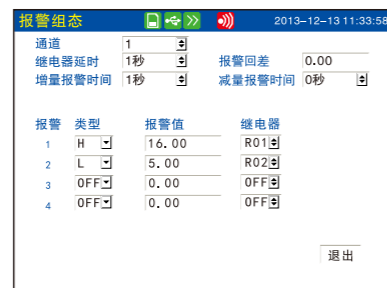 报警组态 2013-12-13 11:33:58
通道 1
继电器延时 1秒 报警回差 0.00
增量报警时间 1秒 减量报警时间 0秒
报警 类型 报警值 继电器
1 H 16.00 R01
2 L 5.00 R02
3 OFF 0.00 OFF
4 OFF 0.00 OFF
退出